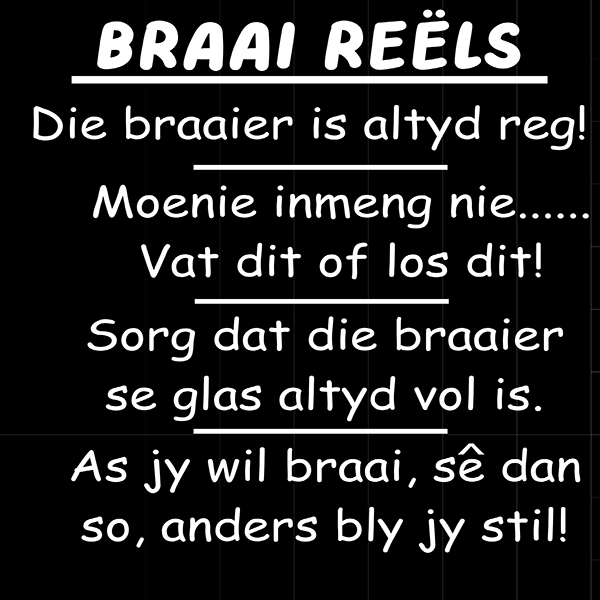 BRAAI REËLS
Die braaier is altyd reg!
Moenie inmeng nie......
Vat dit of los dit!
Sorg dat die braaier
se glas altyd vol is.
As jy wil braai, sê dan
so, anders bly jy stil!